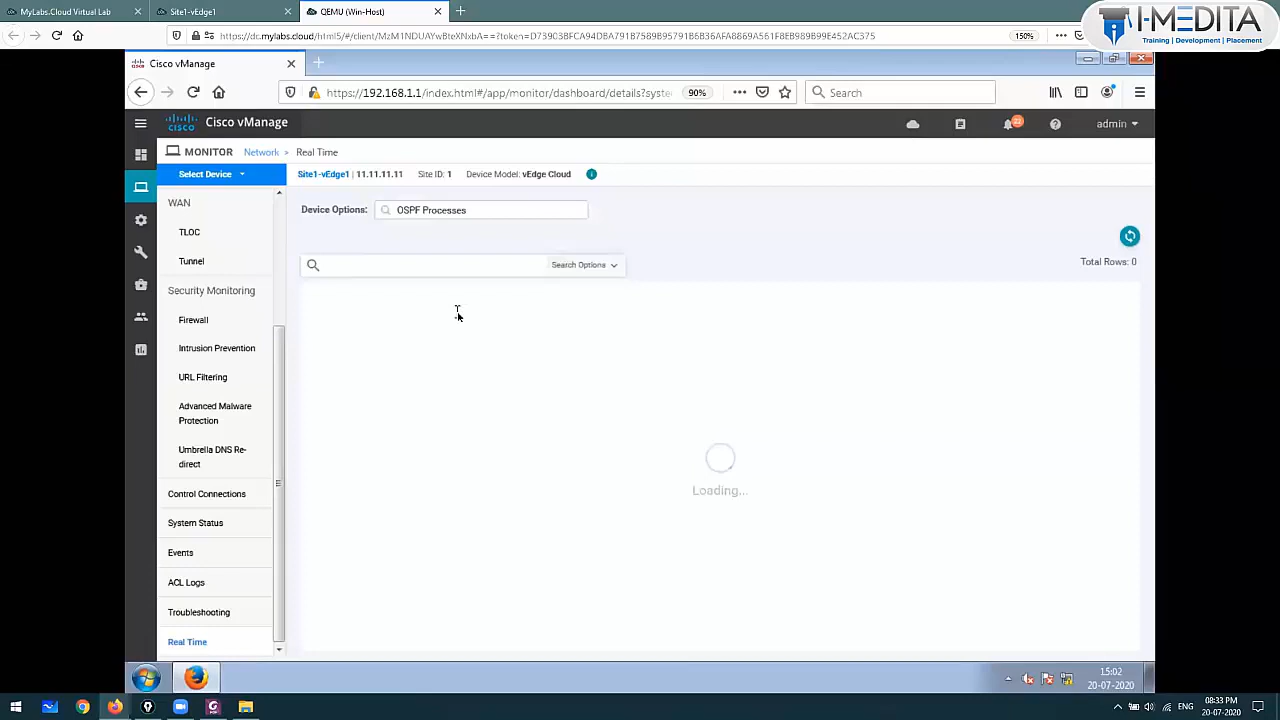 MyLabs.Cloud Virtual Lab
Site1-vEdge1
QEMU (Win-Host)
150%
I-MEDITA
Training | Development | Placement
Cisco vManage
https://192.168.1.1/index.html#/app/monitor/dashboard/details?syste
90%
Search
CISCO
Cisco vManage
22
admin
MONITOR
Network > Real Time
Select Device
Site1-vEdge1 | 11.11.11.11
Site ID: 1
Device Model: vEdge Cloud
WAN
TLOC
Tunnel
Security Monitoring
Firewall
Intrusion Prevention
URL Filtering
Advanced Malware
Protection
Umbrella DNS Re-
direct
Control Connections
System Status
Events
ACL Logs
Troubleshooting
Real Time
Device Options:
OSPF Processes
Search Options
Total Rows: 0
Loading...
15:02
20-07-2020
ENG
08:33 PM
20-07-2020